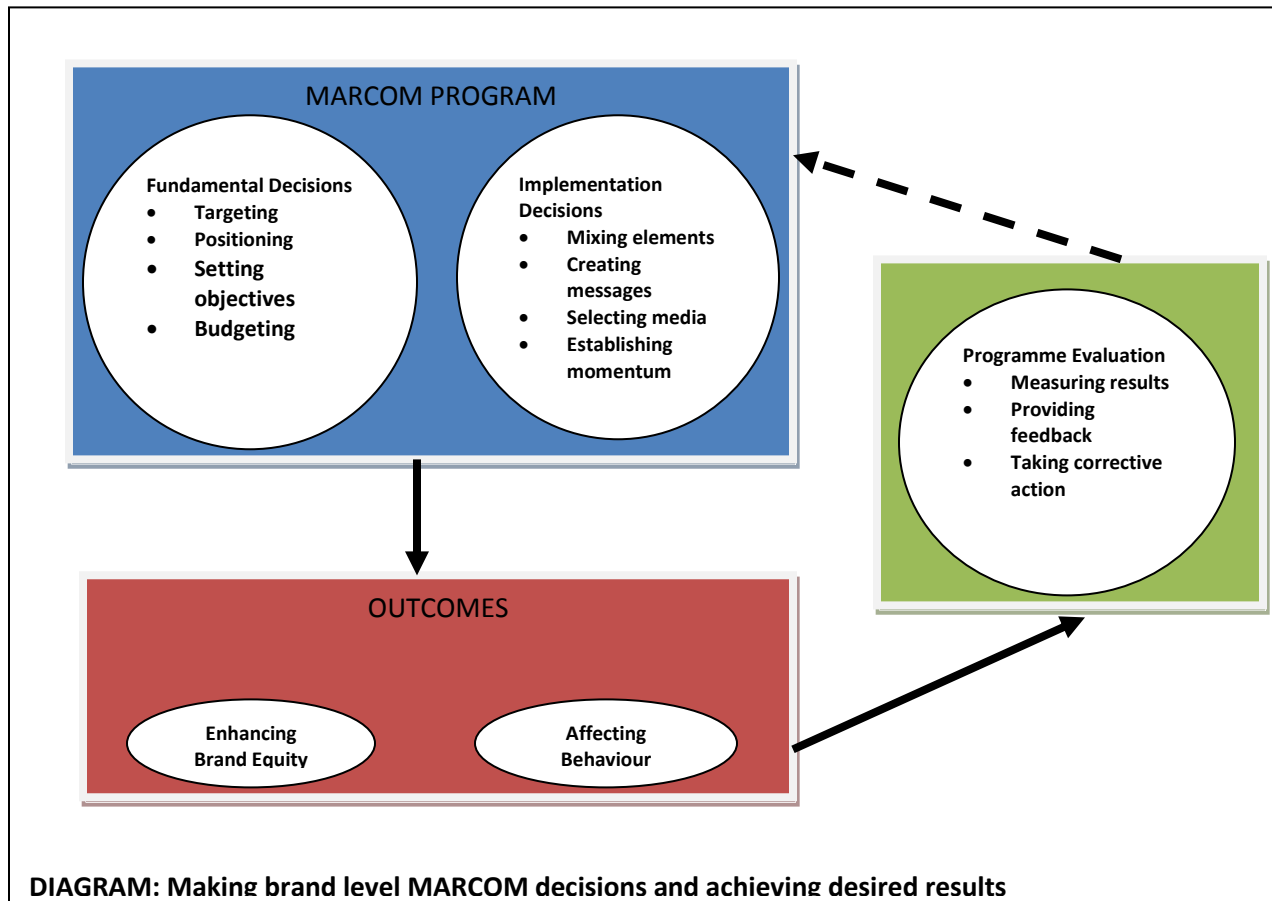 MARCOM PROGRAM
Fundamental Decisions
• Targeting
• Positioning
• Setting
objectives
• Budgeting
Implementation
Decisions
• Mixing elements
• Creating
messages
• Selecting media
• Establishing
momentum
Programme Evaluation
• Measuring results
• Providing
feedback
• Taking corrective
action
OUTCOMES
Enhancing
Brand Equity
Affecting
Behaviour
DIAGRAM: Making brand level MARCOM decisions and achieving desired results